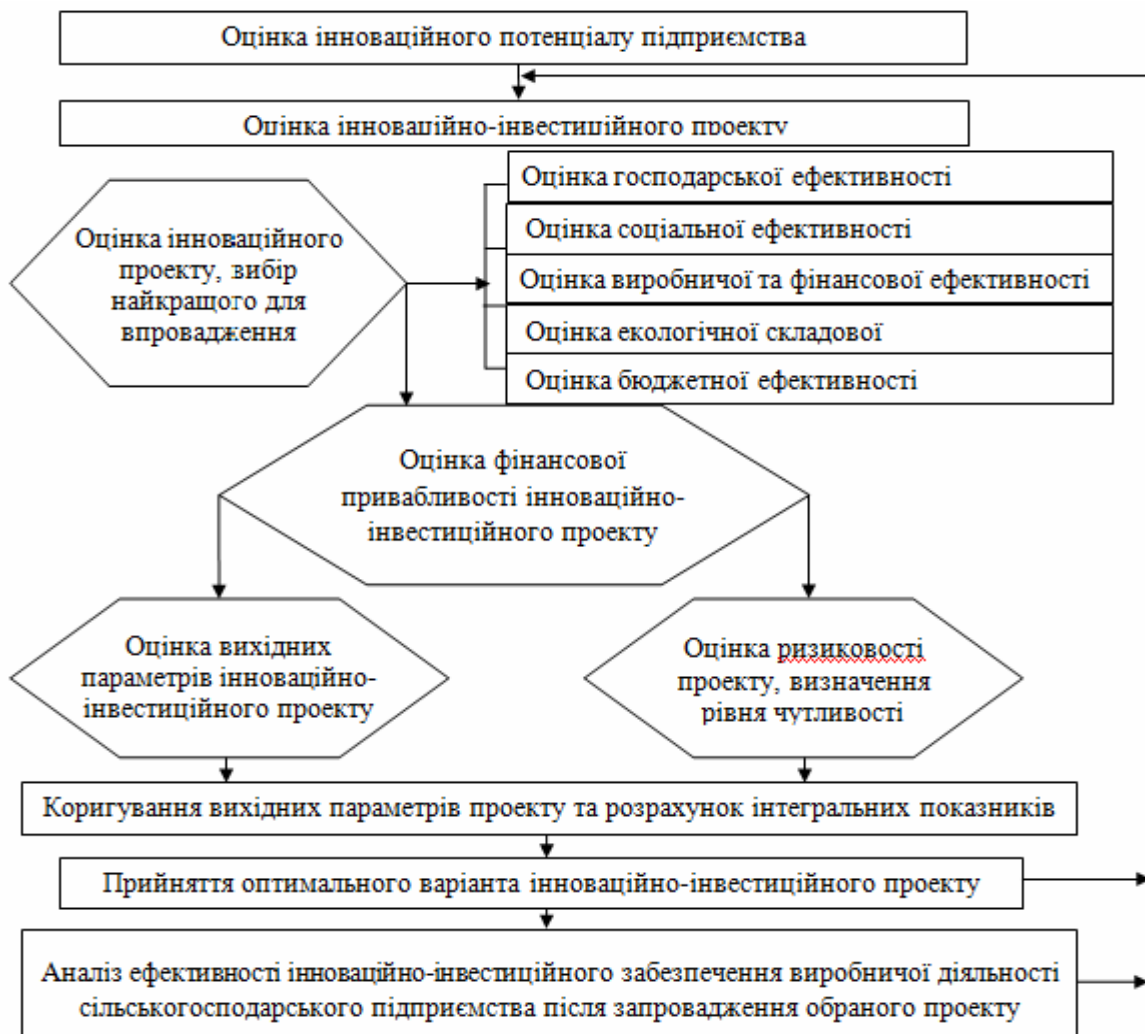 Оцінка інноваційного потенціалу підприємства
Оцінка інноваційно-інвестиційного проекту
Оцінка інноваційного
проекту, вибір
найкращого для
впровадження
Оцінка господарської ефективності
Оцінка соціальної ефективності
Оцінка виробничої та фінансової ефективності
Оцінка екологічної складової
Оцінка бюджетної ефективності
Оцінка фінансової
привабливості інноваційно-
інвестиційного проекту
Оцінка вихідних
параметрів інноваційно-
інвестиційного проекту
Оцінка ризиковості
проекту, визначення
рівня чутливості
Коригування вихідних параметрів проекту та розрахунок інтегральних показників
Прийняття оптимального варіанта інноваційно-інвестиційного проекту
Аналіз ефективності інноваційно-інвестиційного забезпечення виробничої діяльності
сільськогосподарського підприємства після запровадження обраного проекту